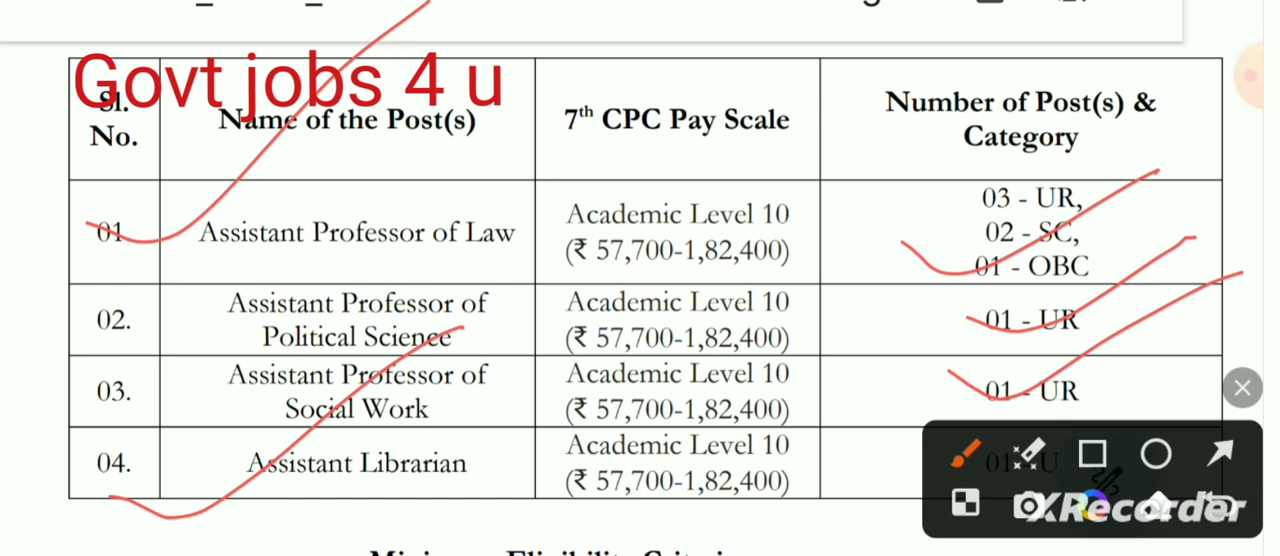 Govt jobs 4 u
Sl. No.
Name of the Post(s)
7th CPC Pay Scale
Number of Post(s) &
Category
01
Assistant Professor of Law
Academic Level 10
(₹ 57,700-1,82,400)
03 - UR,
02 - SC,
01 - OBC
02.
Assistant Professor of
Political Science
Academic Level 10
(₹ 57,700-1,82,400)
01 - UR
03.
Assistant Professor of
Social Work
Academic Level 10
(₹ 57,700-1,82,400)
01 - UR
04.
Assistant Librarian
Academic Level 10
(₹ 57,700-1,82,400)
XRecorder